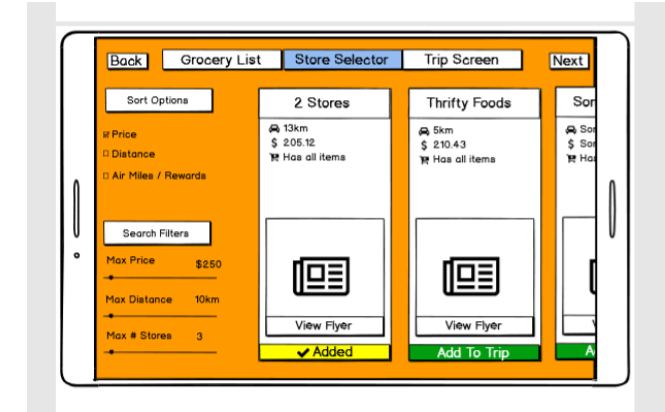 Back
Grocery List
Store Selector
Trip Screen
Next
Sort Options
Price
Distance
Air Miles / Rewards
Search Filters
Max Price $250
Max Distance 10km
Max # Stores 3
2 Stores
13km
$ 205.12
Has all items
View Flyer
Added
Thrifty Foods
5km
$ 210.43
Has all items
View Flyer
Add To Trip